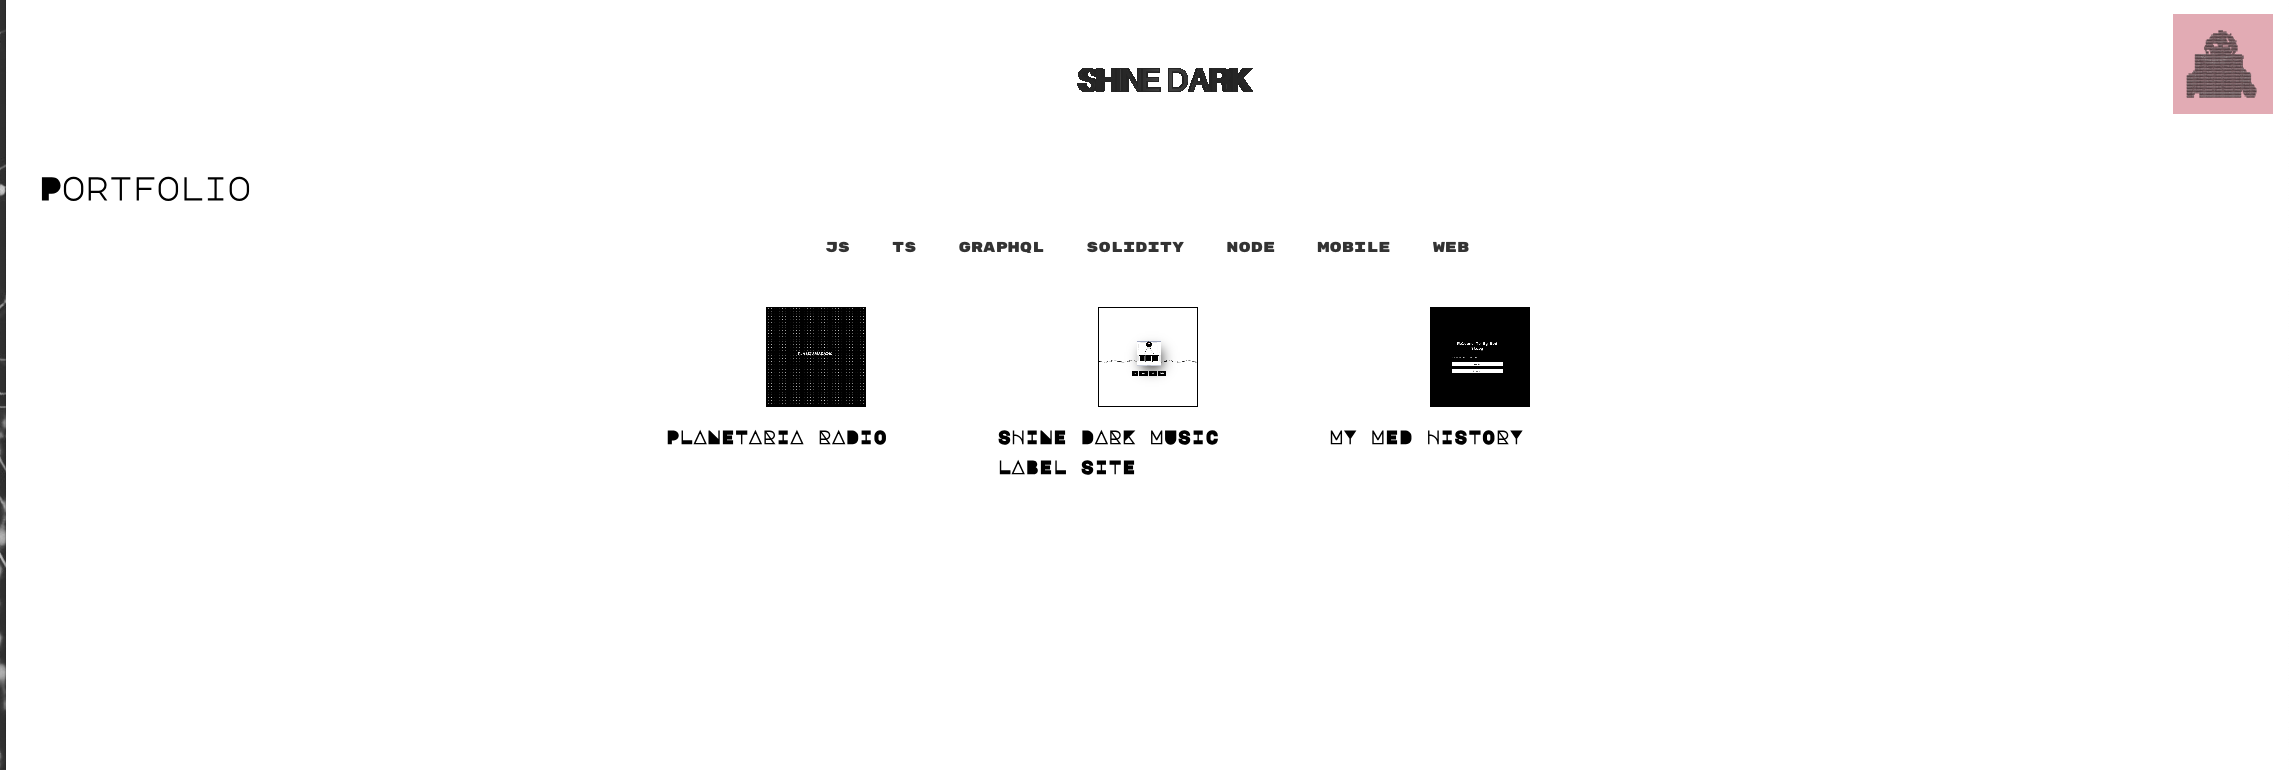 SHINE DARK
PORTFOLIO
JS TS GRAPHQL SOLIDITY NODE MOBILE WEB
PLANETARIA RADIO
SHINE DARK MUSIC
LABEL SITE
MY MED HISTORY